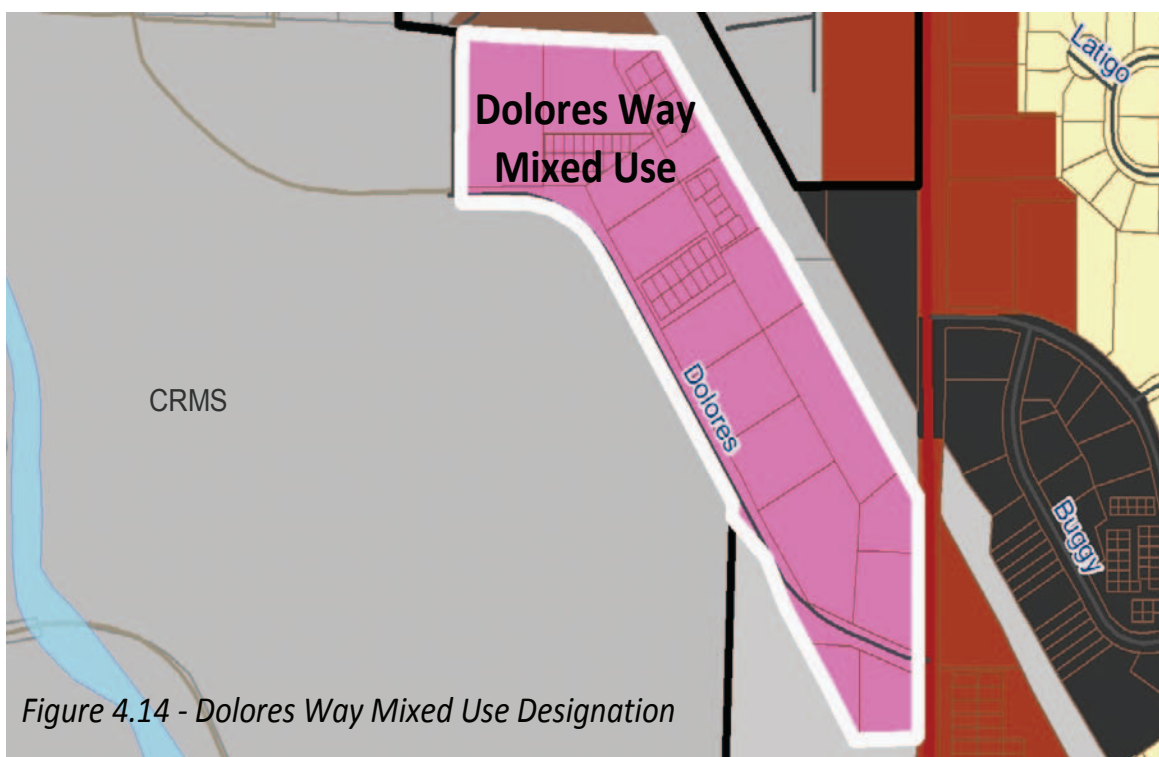 Latigo
Dolores Way
Mixed Use
Dolores
CRMS
Buggy
Figure 4.14 - Dolores Way Mixed Use Designation